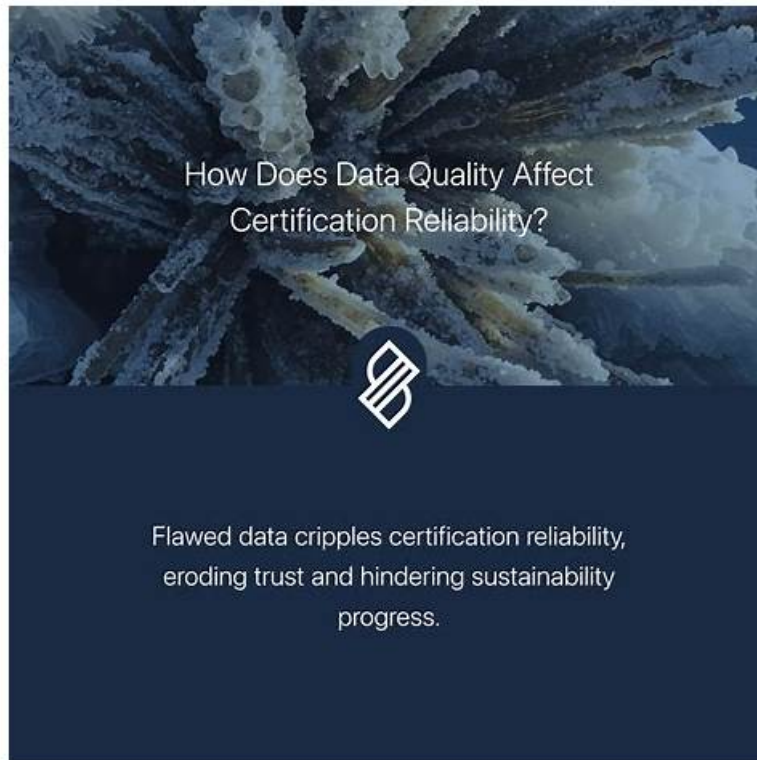 How Does Data Quality Affect
Certification Reliability?
Flawed data cripples certification reliability,
eroding trust and hindering sustainability
progress.